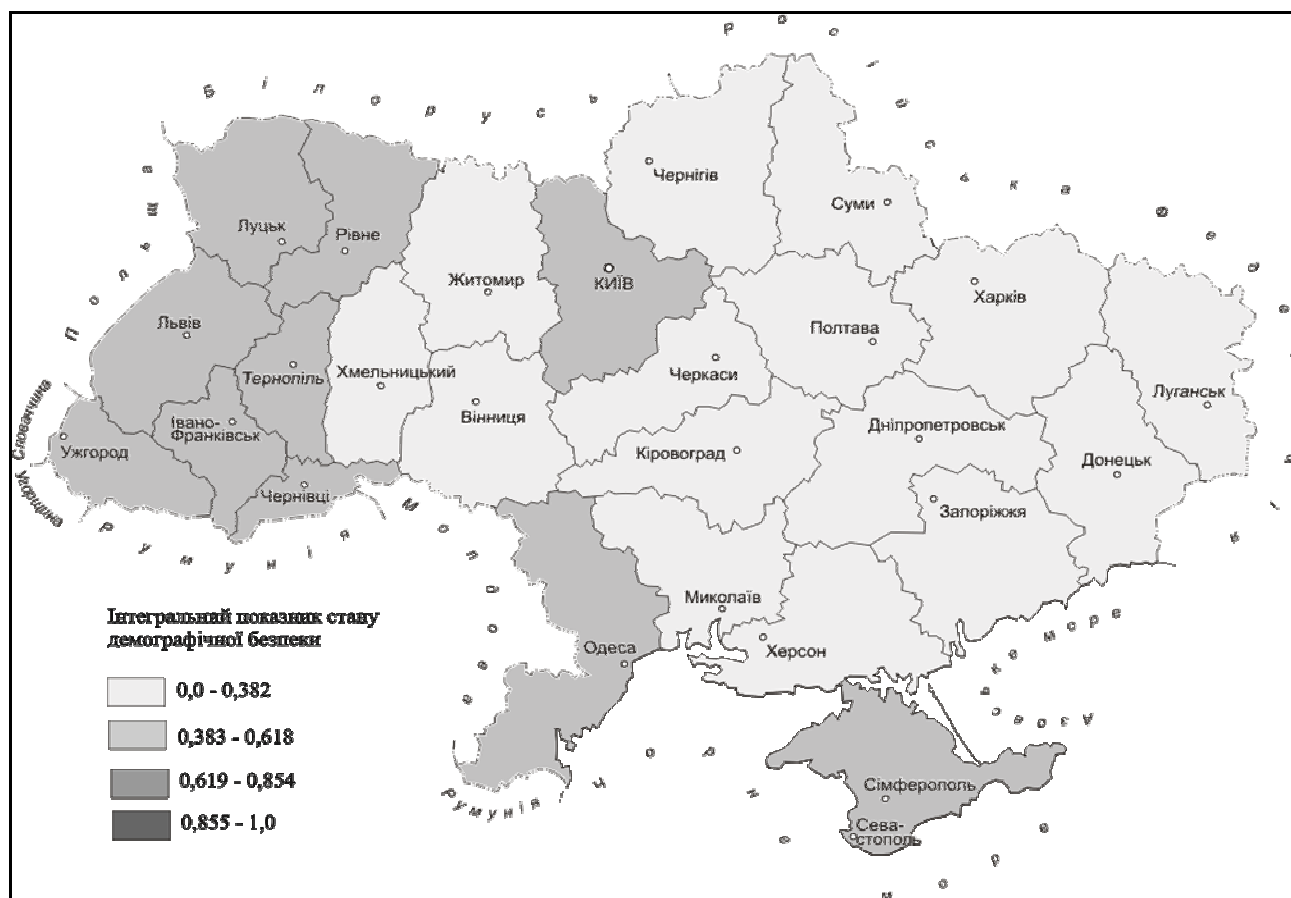 Російська Федерація
Білорусь
Польща
Словаччина
Угорщина
Румунія
Молдова
Румунія
Чорне море
Азовське море
Чернігів
Суми
Луцьк
Рівне
Житомир
КИЇВ
Харків
Львів
Полтава
Тернопіль
Хмельницький
Черкаси
Луганськ
Вінниця
Івано-
Франківськ
Ужгород
Дніпропетровськ
Кіровоград
Донецьк
Чернівці
Запоріжжя
Миколаїв
Херсон
Одеса
Сімферополь
Сева-
стополь
Інтегральний показник стану
демографічної безпеки
0,0 - 0,382
0,383 - 0,618
0,619 - 0,854
0,855 - 1,0